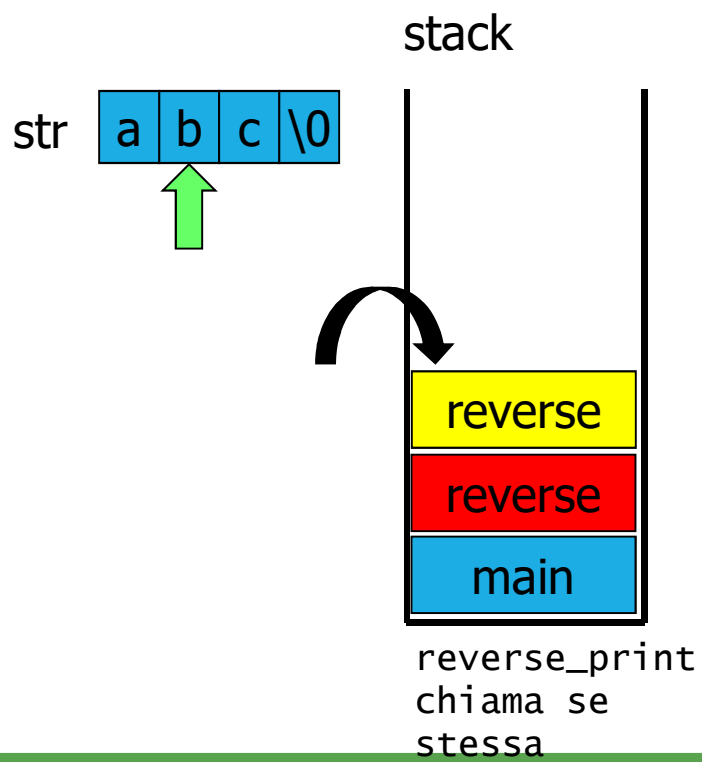 stack
str a b c \0
reverse
reverse
main
reverse_print
chiama se
stessa